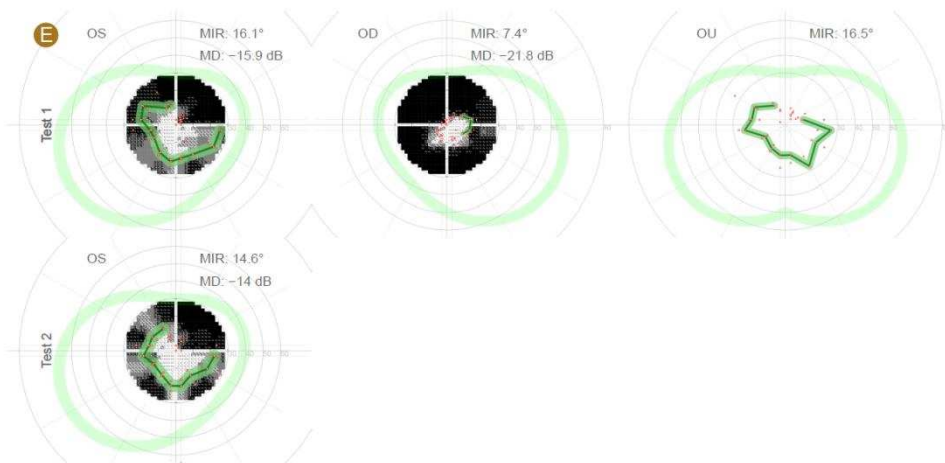 E
OS
MIR: 16.1°
MD: −15.9 dB
OD
MIR: 7.4°
MD: −21.8 dB
OU
MIR: 16.5°
Test 1
OS
MIR: 14.6°
MD: −14 dB
Test 2